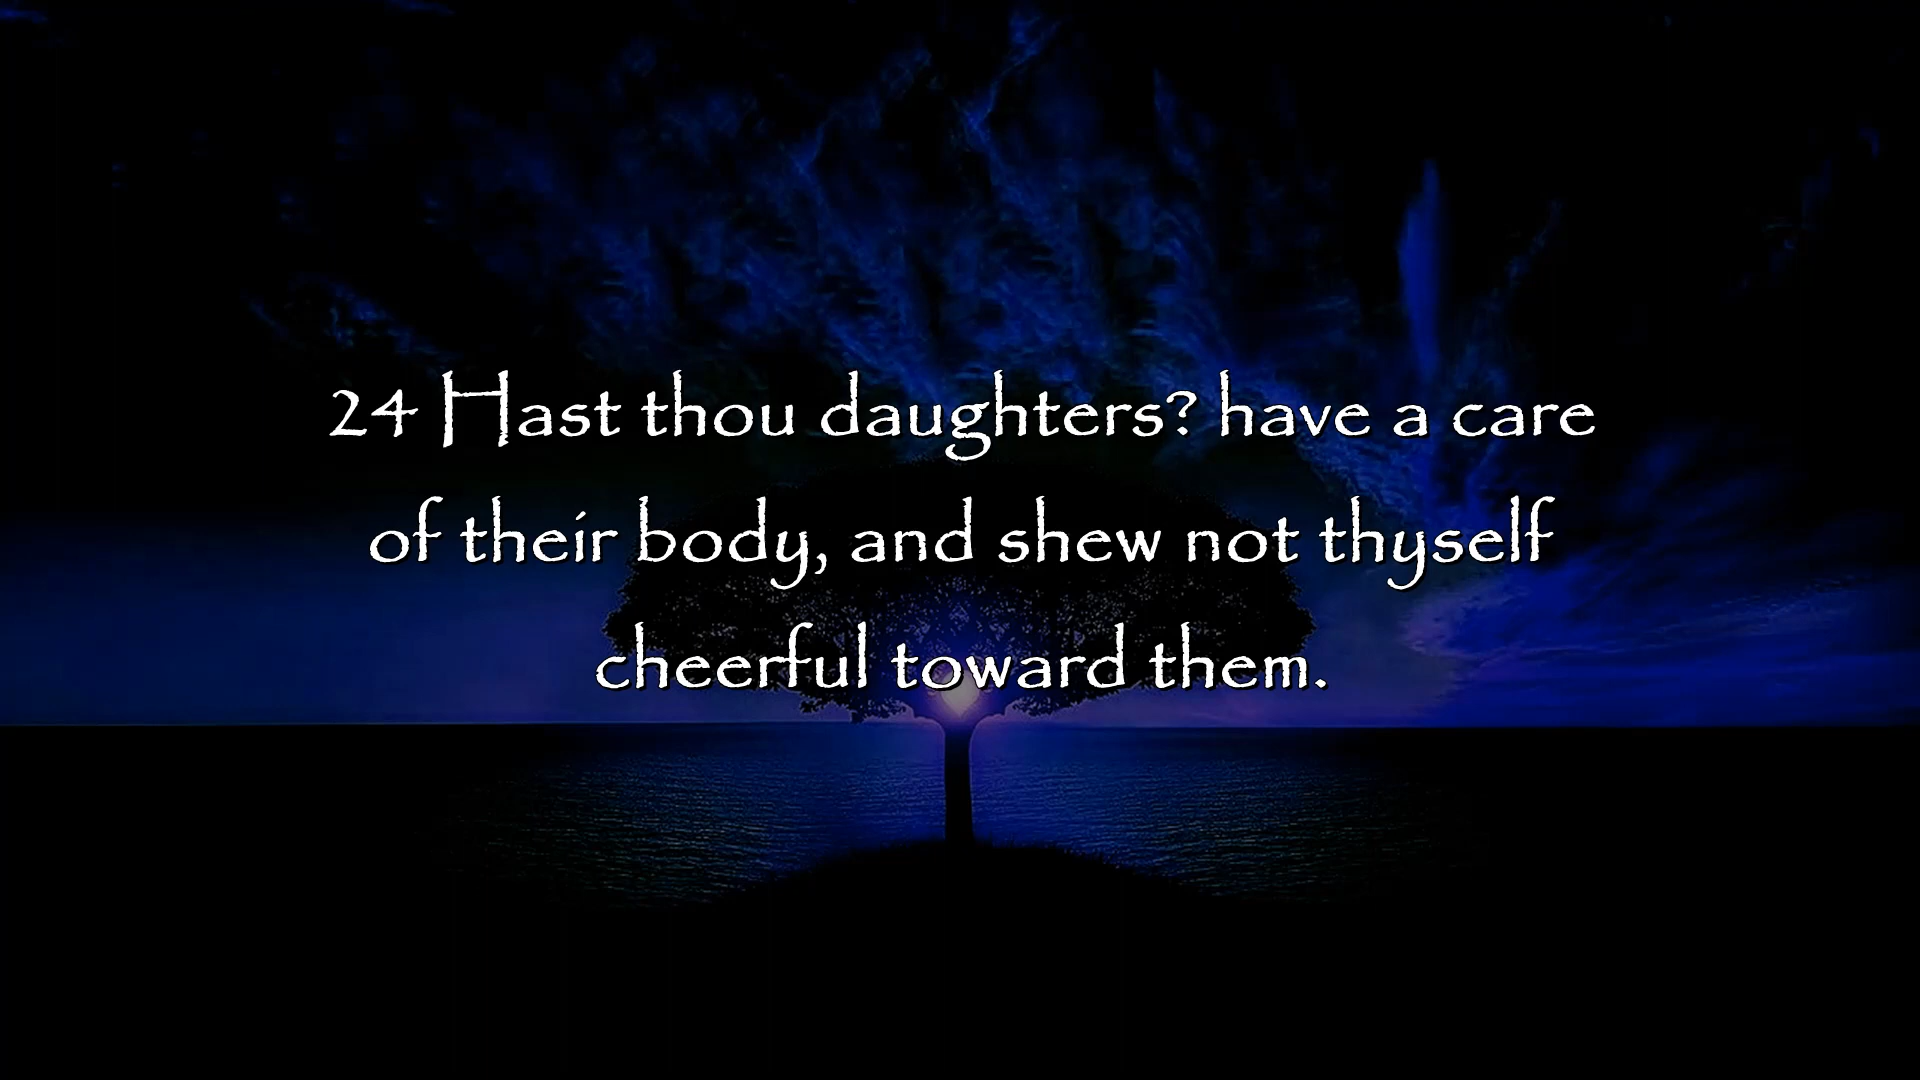 24 Hast thou daughters? have a care
of their body, and shew not thyself
cheerful toward them.